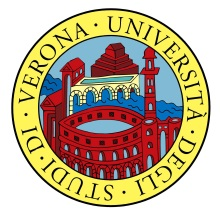 UNIVERSITÀ · DEGLI · STUDI · DI · VERONA ·